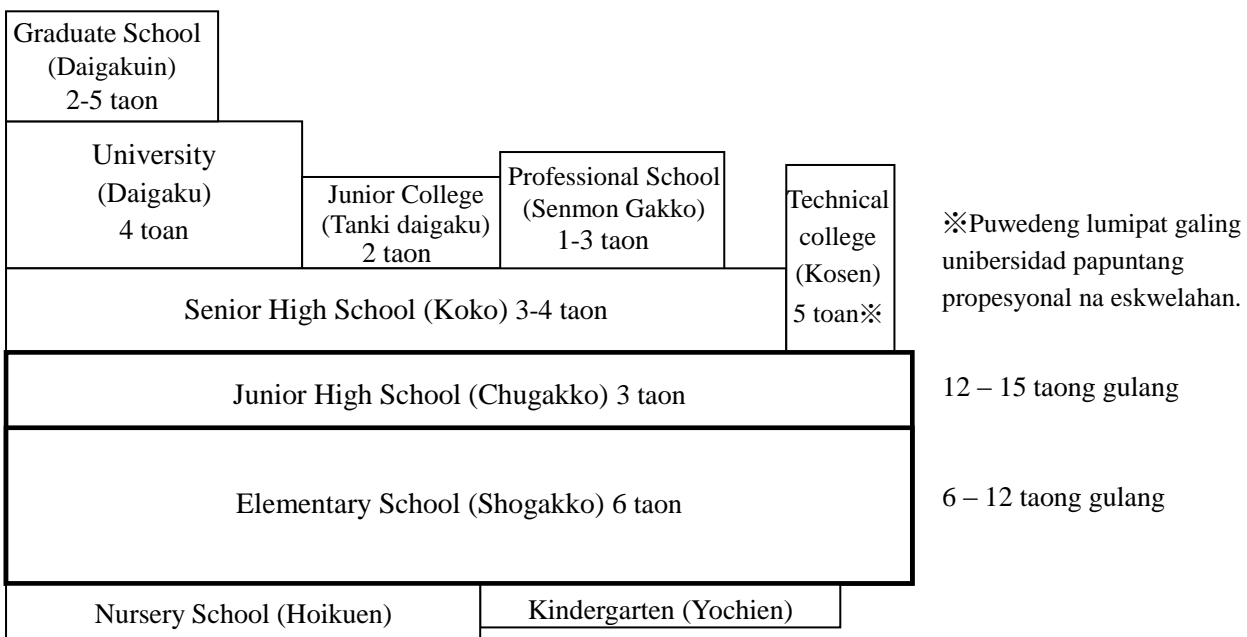 Graduate School
(Daigakuin)
2-5 taon
University
(Daigaku)
4 toan
Junior College
(Tanki daigaku)
2 taon
Professional School
(Senmon Gakko)
1-3 taon
Technical
college
(Kosen)
5 toan※
※Puwedeng lumipat galing
unibersidad papuntang
propesyonal na eskwelahan.
Senior High School (Koko) 3-4 taon
Junior High School (Chugakko) 3 taon
12 – 15 taong gulang
Elementary School (Shogakko) 6 taon
6 – 12 taong gulang
Nursery School (Hoikuen)
Kindergarten (Yochien)